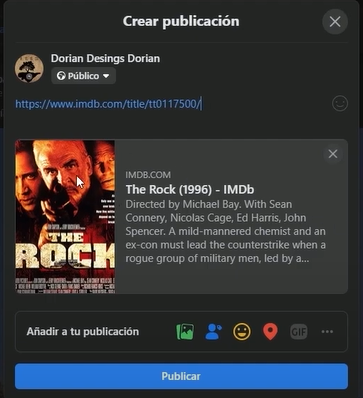 Crear publicación
Dorian Desings Dorian
Público
https://www.imdb.com/title/tt0117500/
IMDB.COM
The Rock (1996) - IMDb
Directed by Michael Bay. With Sean
Connery, Nicolas Cage, Ed Harris, John
Spencer. A mild-mannered chemist and an
ex-con must lead the counterstrike when a
rogue group of military men, led by a...
THE
ROCK
Añadir a tu publicación
GIF
Publicar